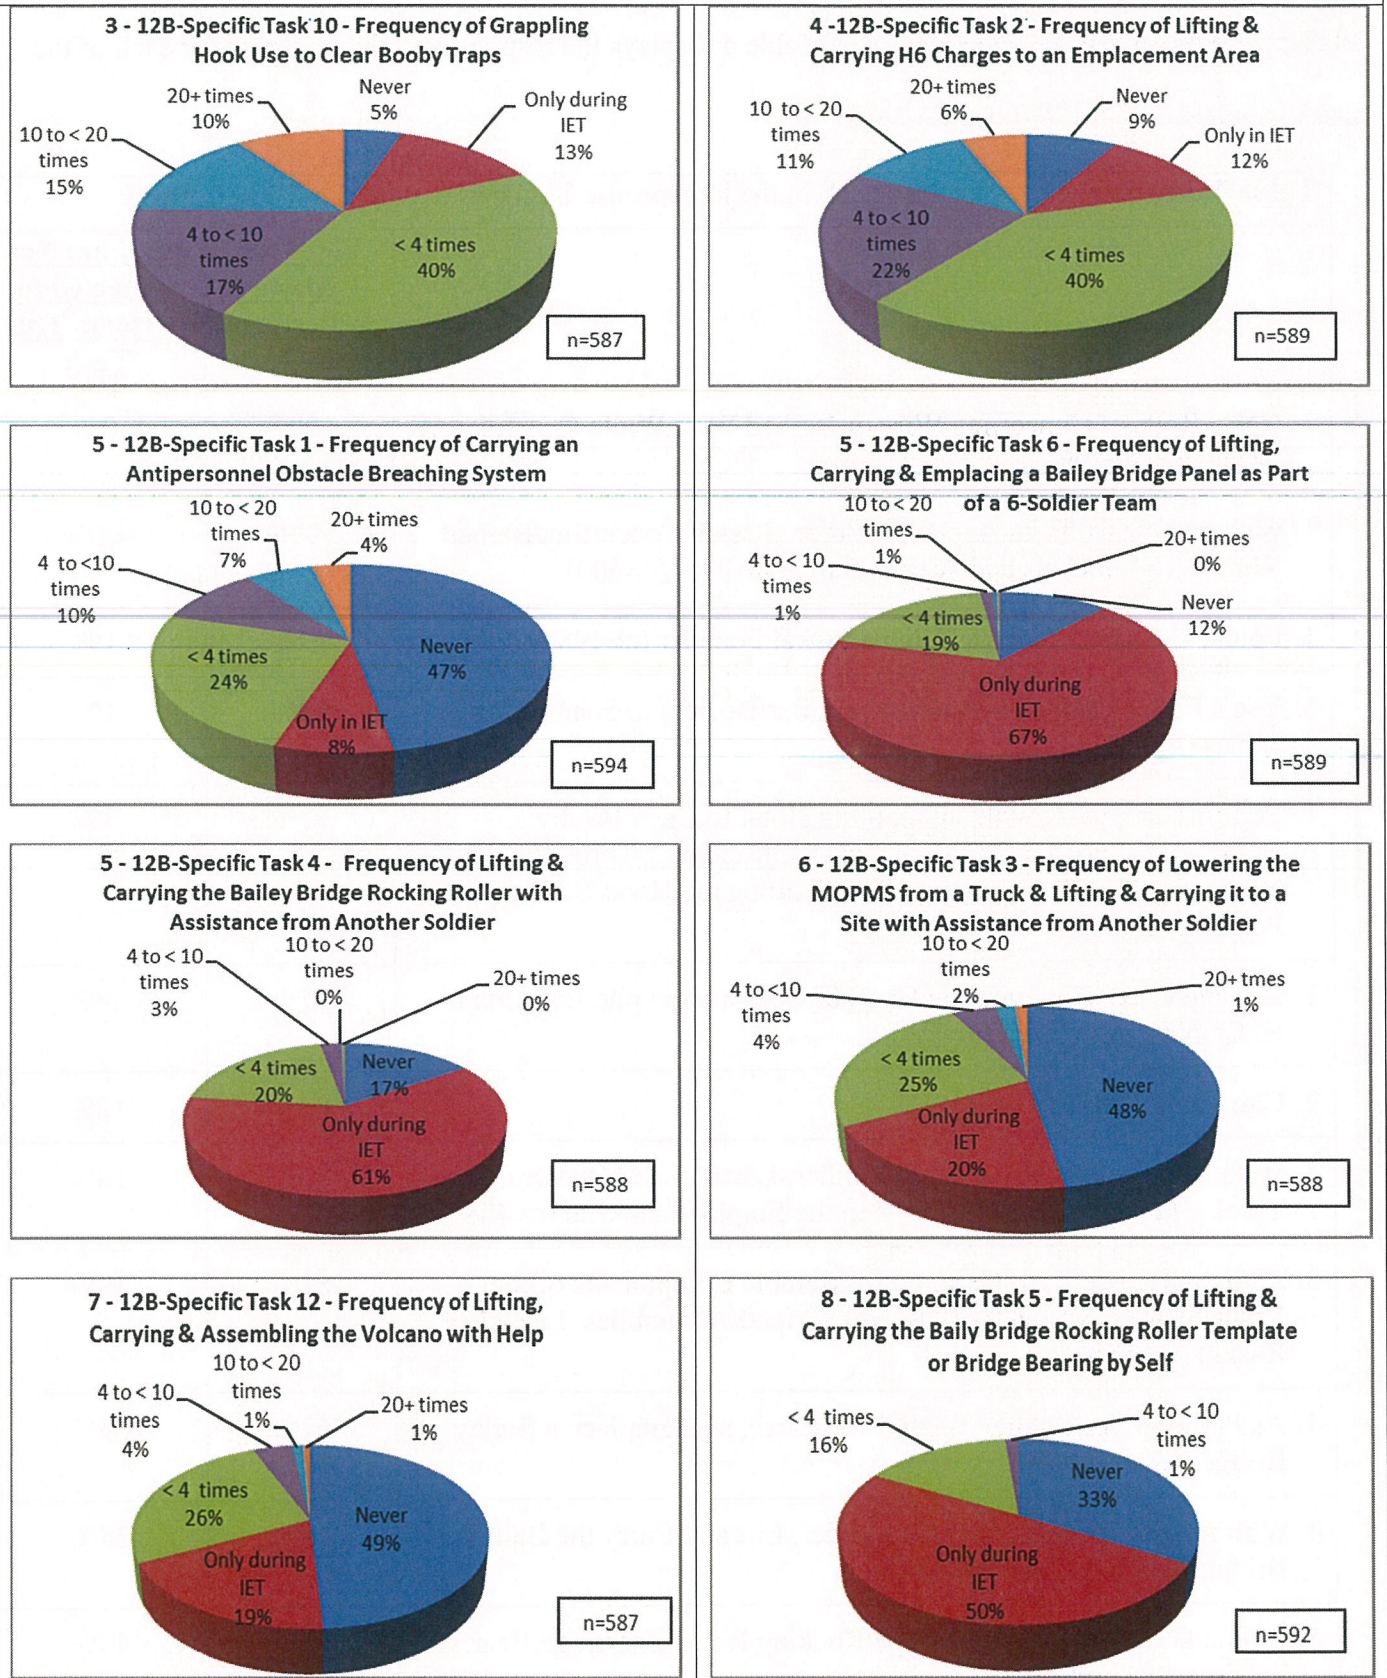 3 - 12B-Specific Task 10 - Frequency of Grappling
Hook Use to Clear Booby Traps
Never
5%
Only during
IET
13%
< 4 times
40%
4 to < 10
times
17%
10 to < 20
times
15%
20+ times
10%
n=587
4 -12B-Specific Task 2 - Frequency of Lifting &
Carrying H6 Charges to an Emplacement Area
Never
9%
Only in IET
12%
< 4 times
40%
4 to < 10
times
22%
10 to < 20
times
11%
20+ times
6%
n=589
5 - 12B-Specific Task 1 - Frequency of Carrying an
Antipersonnel Obstacle Breaching System
Never
47%
Only in IET
8%
< 4 times
24%
4 to <10
times
10%
10 to < 20
times
7%
20+ times
4%
n=594
5 - 12B-Specific Task 6 - Frequency of Lifting,
Carrying & Emplacing a Bailey Bridge Panel as Part
of a 6-Soldier Team
Never
12%
Only during
IET
67%
< 4 times
19%
4 to < 10
times
1%
10 to < 20
times
1%
20+ times
0%
n=589
5 - 12B-Specific Task 4 - Frequency of Lifting &
Carrying the Bailey Bridge Rocking Roller with
Assistance from Another Soldier
Never
17%
Only during
IET
61%
< 4 times
20%
4 to < 10
times
3%
10 to < 20
times
0%
20+ times
0%
n=588
6 - 12B-Specific Task 3 - Frequency of Lowering the
MOPMS from a Truck & Lifting & Carrying it to a
Site with Assistance from Another Soldier
Never
48%
Only during
IET
20%
< 4 times
25%
4 to <10
times
4%
10 to < 20
times
2%
20+ tmes
1%
n=588
7 - 12B-Specific Task 12 - Frequency of Lifting,
Carrying & Assembling the Volcano with Help
Never
49%
Only during
IET
19%
< 4 times
26%
4 to < 10
times
4%
10 to < 20
times
1%
20+ times
1%
n=587
8 - 12B-Specific Task 5 - Frequency of Lifting &
Carrying the Baily Bridge Rocking Roller Template
or Bridge Bearing by Self
Never
33%
Only during
IET
50%
< 4 times
16%
4 to < 10
times
1%
n=592